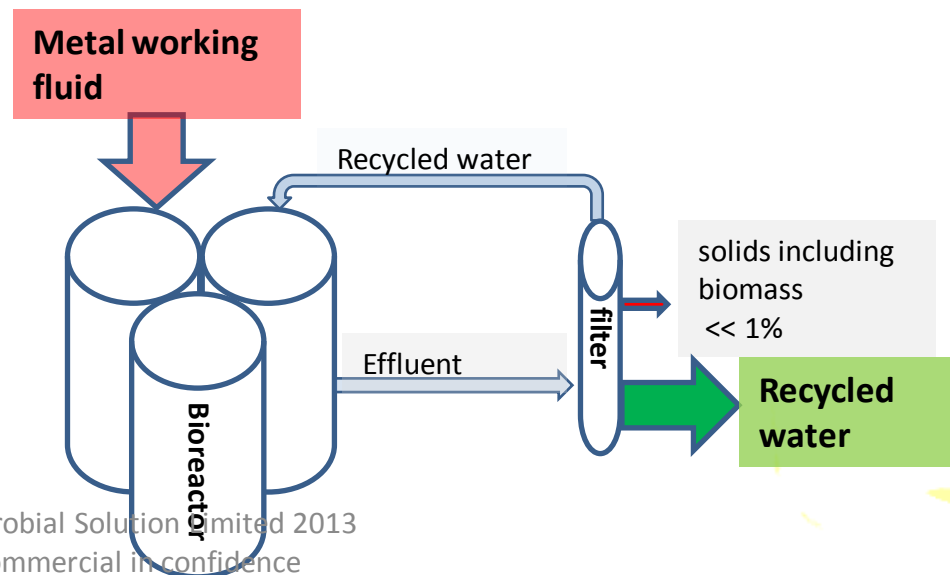 Metal working
fluid
Recycled water
solids including
biomass
<< 1%
filter
Effluent
Recycled
water
Bioreactor
robial Solution Limited 2013
ommercial in confidence